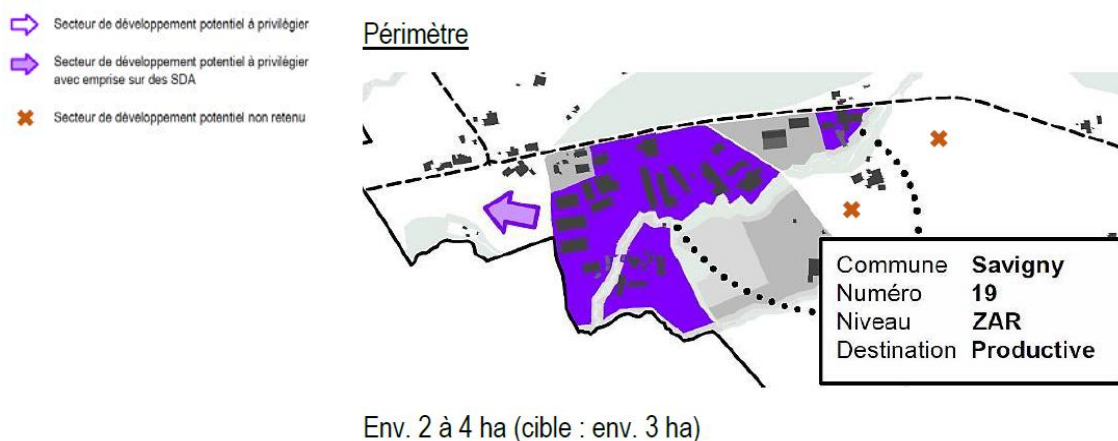 Secteur de développement potentiel à privilégier
Secteur de développement potentiel à privilégier
avec emprise sur des SDA
Secteur de développement potentiel non retenu
Périmètre
Commune Savigny
Numéro 19
Niveau ZAR
Destination Productive
Env. 2 à 4 ha (cible : env. 3 ha)